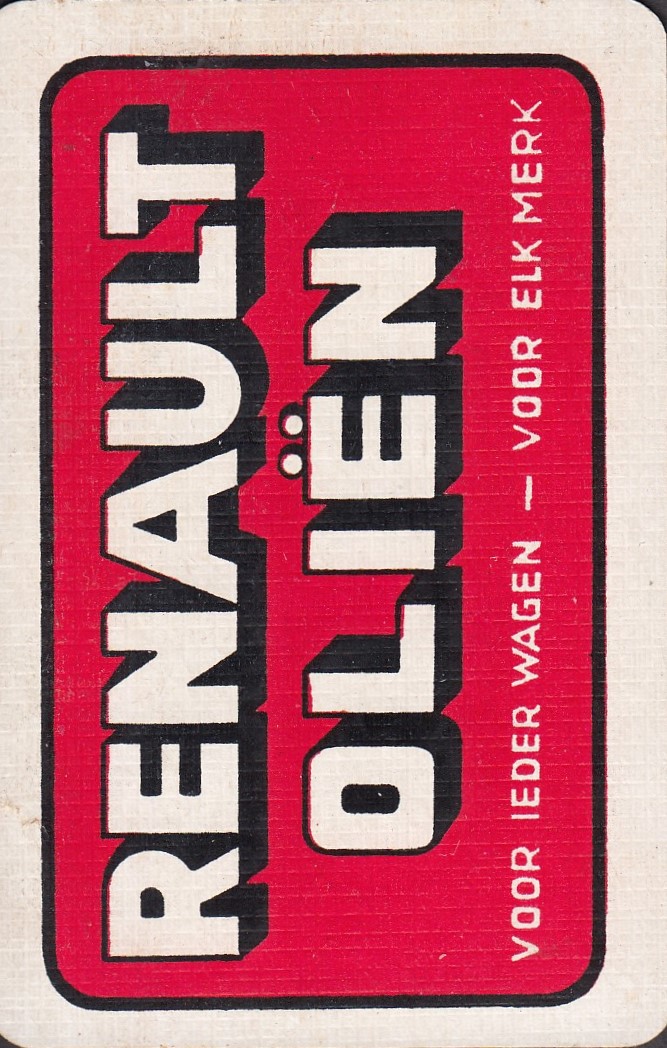 RENAULT
OLIËN
VOOR IEDER WAGEN — VOOR ELK MERK